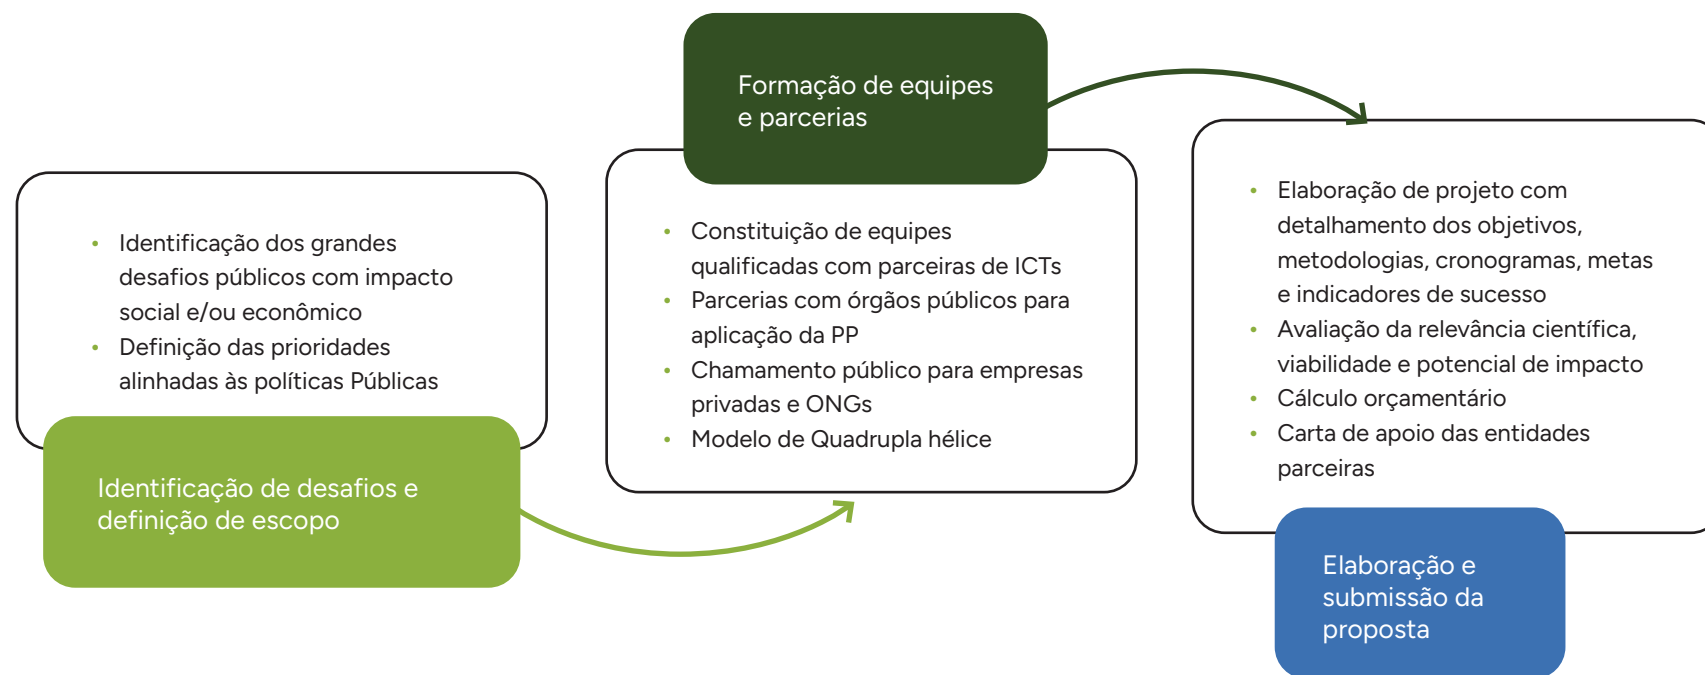 • Identificação dos grandes
desafios públicos com impacto
social e/ou econômico
• Definição das prioridades
alinhadas às políticas Públicas
Identificação de desafios e
definição de escopo
Formação de equipes
e parcerias
• Constituição de equipes
qualificadas com parceiras de ICTs
• Parcerias com órgãos públicos para
aplicação da PP
• Chamamento público para empresas
privadas e ONGs
• Modelo de Quadrupla hélice
• Elaboração de projeto com
detalhamento dos objetivos,
metodologias, cronogramas, metas
e indicadores de sucesso
• Avaliação da relevância científica,
viabilidade e potencial de impacto
• Cálculo orçamentário
• Carta de apoio das entidades
parceiras
Elaboração e
submissão da
proposta